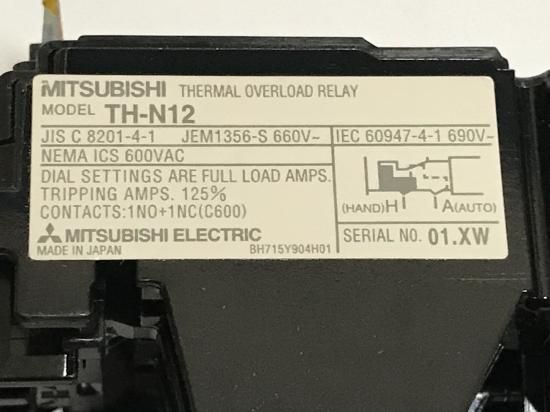 MITSUBISHI THERMAL OVERLOAD RELAY
MODEL TH-N12
JIS C 8201-4-1 JEM1356-S 660V~ IEC 60947-4-1 690V~
NEMA ICS 600VAC
DIAL SETTINGS ARE FULL LOAD AMPS.
TRIPPING AMPS. 125%
CONTACTS:1NO+1NC(C600)
(HAND)H A(AUTO)
MITSUBISHI ELECTRIC
MADE IN JAPAN BH715Y904H01
SERIAL NO. 01.XW